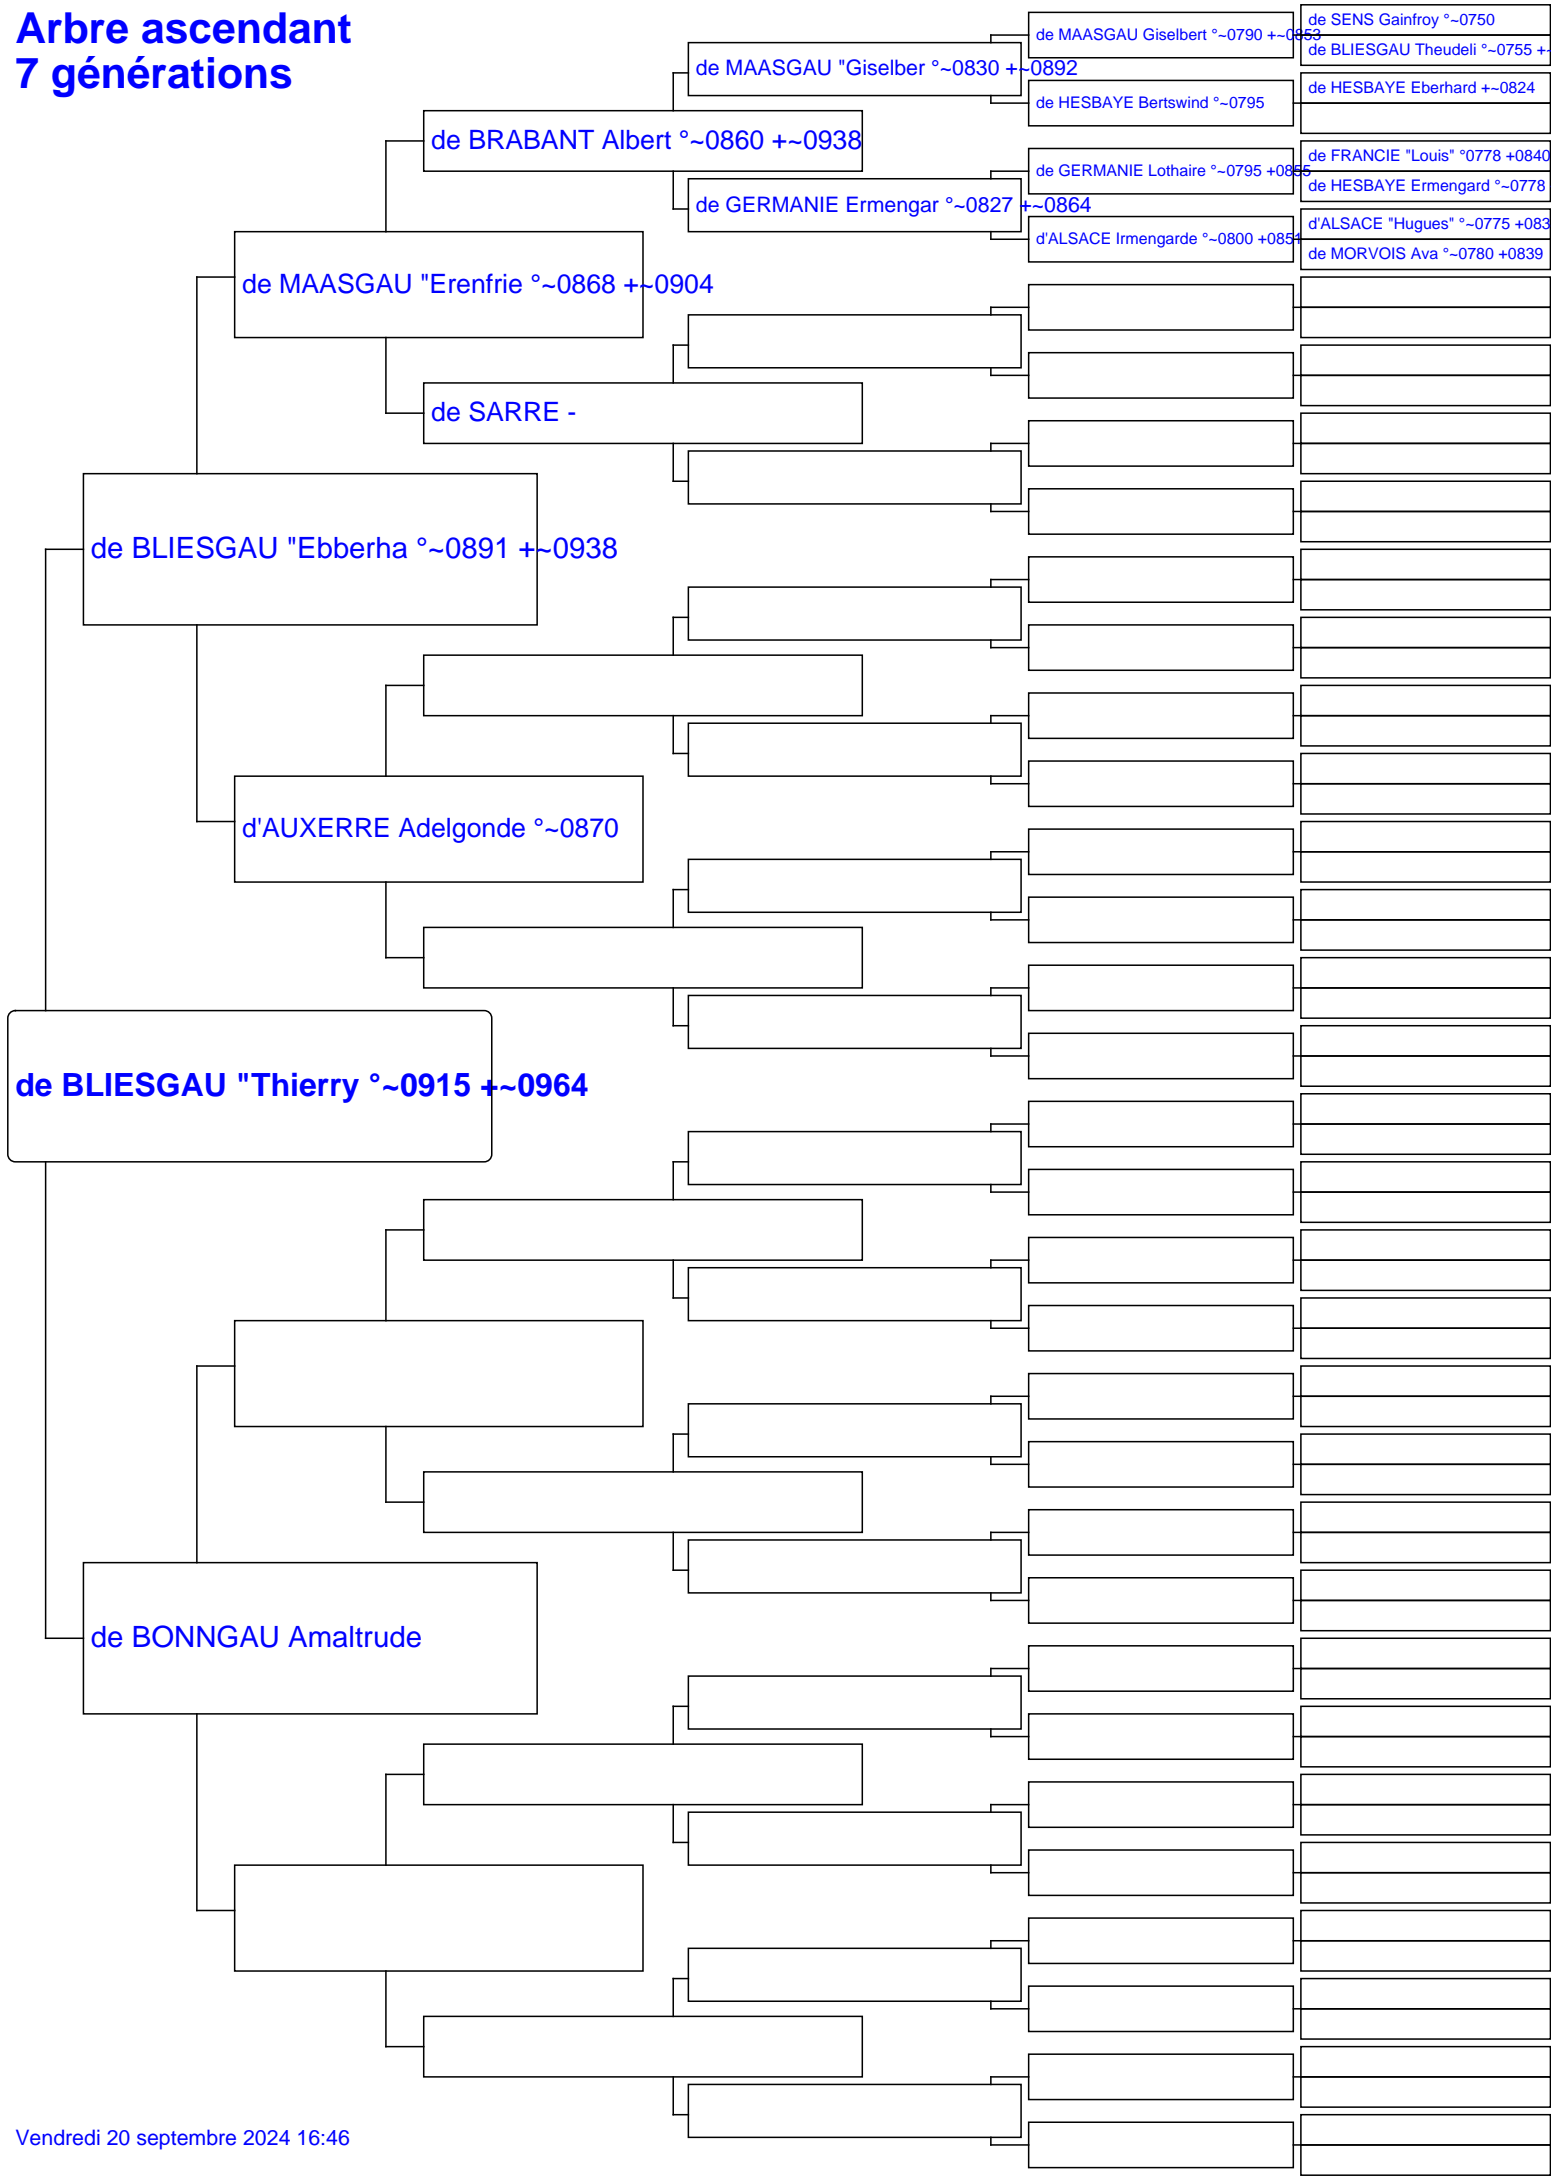 Arbre ascendant
7 générations
de SENS Gainfroy °~0750
de MAASGAU Giselbert °~0790 +~0853
de BLIESGAU Theudeli °~0755 +~
de MAASGAU "Giselber °~0830 +~0892
de HESBAYE Eberhard +~0824
de HESBAYE Bertswind °~0795
de BRABANT Albert °~0860 +~0938
de FRANCIE "Louis" °0778 +0840
de GERMANIE Lothaire °~0795 +0855
de HESBAYE Ermengard °~0778
de GERMANIE Ermengar °~0827 +~0864
d'ALSACE "Hugues" °~0775 +083
d'ALSACE Irmengarde °~0800 +0851
de MORVOIS Ava °~0780 +0839
de MAASGAU "Erenfrie °~0868 +~0904
de SARRE -
de BLIESGAU "Ebberha °~0891 +~0938
d'AUXERRE Adelgonde °~0870
de BLIESGAU "Thierry °~0915 +~0964
de BONNGAU Amaltrude
Vendredi 20 septembre 2024 16:46